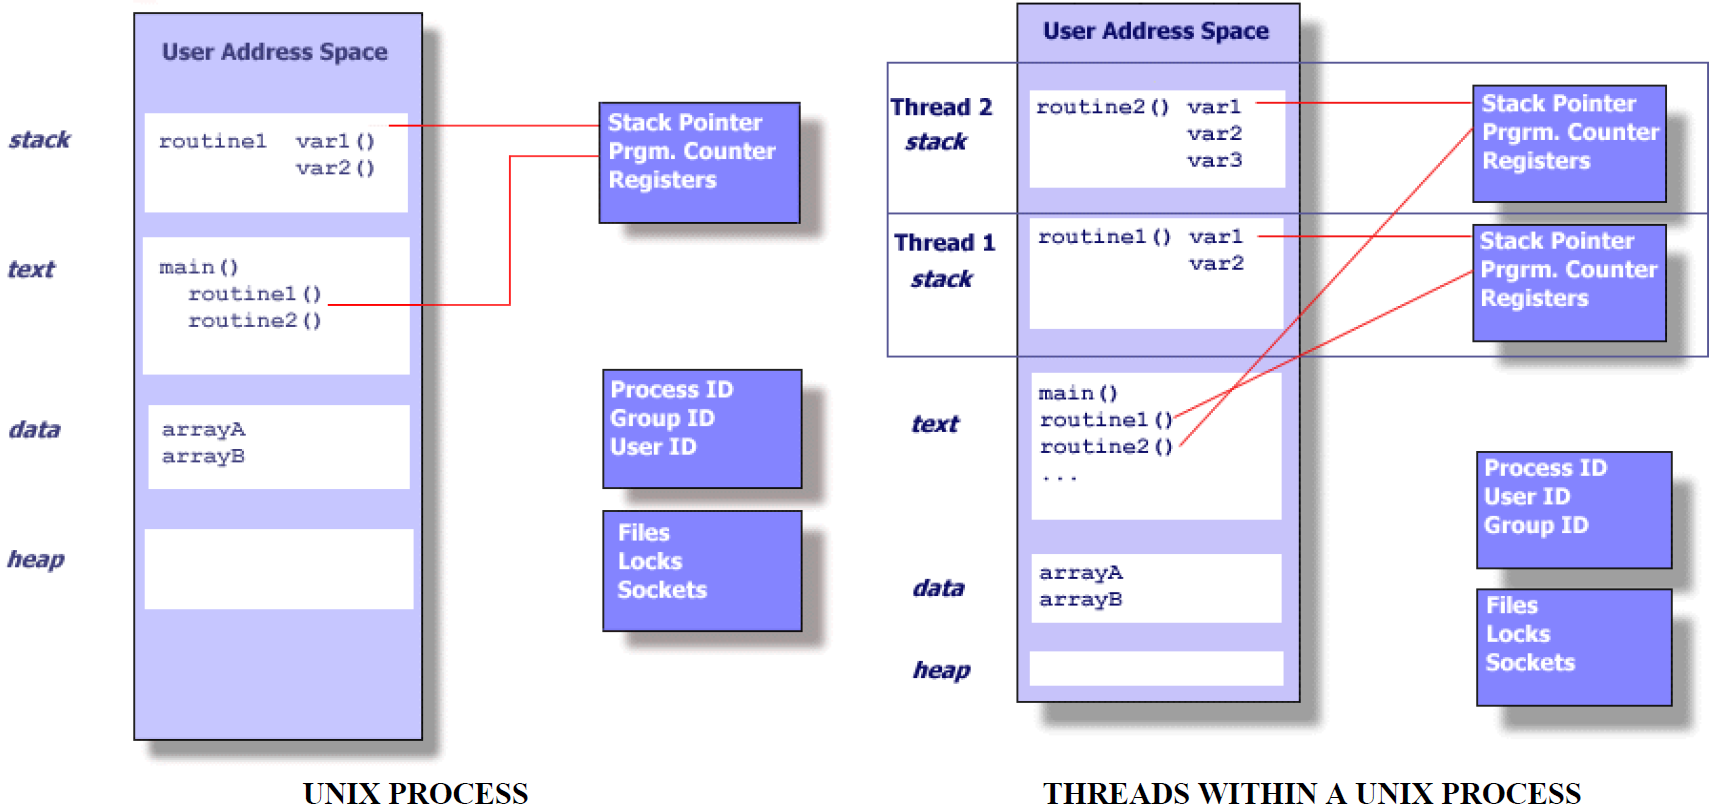 User Address Space
stack
routine1 var1()
var2()
Stack Pointer
Prgm. Counter
Registers
text
main()
routine1()
routine2()
Process ID
Group ID
User ID
data
arrayA
arrayB
Files
Locks
Sockets
heap
UNIX PROCESS
User Address Space
Thread 2
stack
routine2() var1
var2
var3
Stack Pointer
Prgrm. Counter
Registers
Thread 1
stack
routine1() var1
var2
Stack Pointer
Prgrm. Counter
Registers
text
main()
routine1()
routine2()
...
Process ID
User ID
Group ID
data
arrayA
arrayB
Files
Locks
Sockets
heap
THREADS WITHIN A UNIX PROCESS